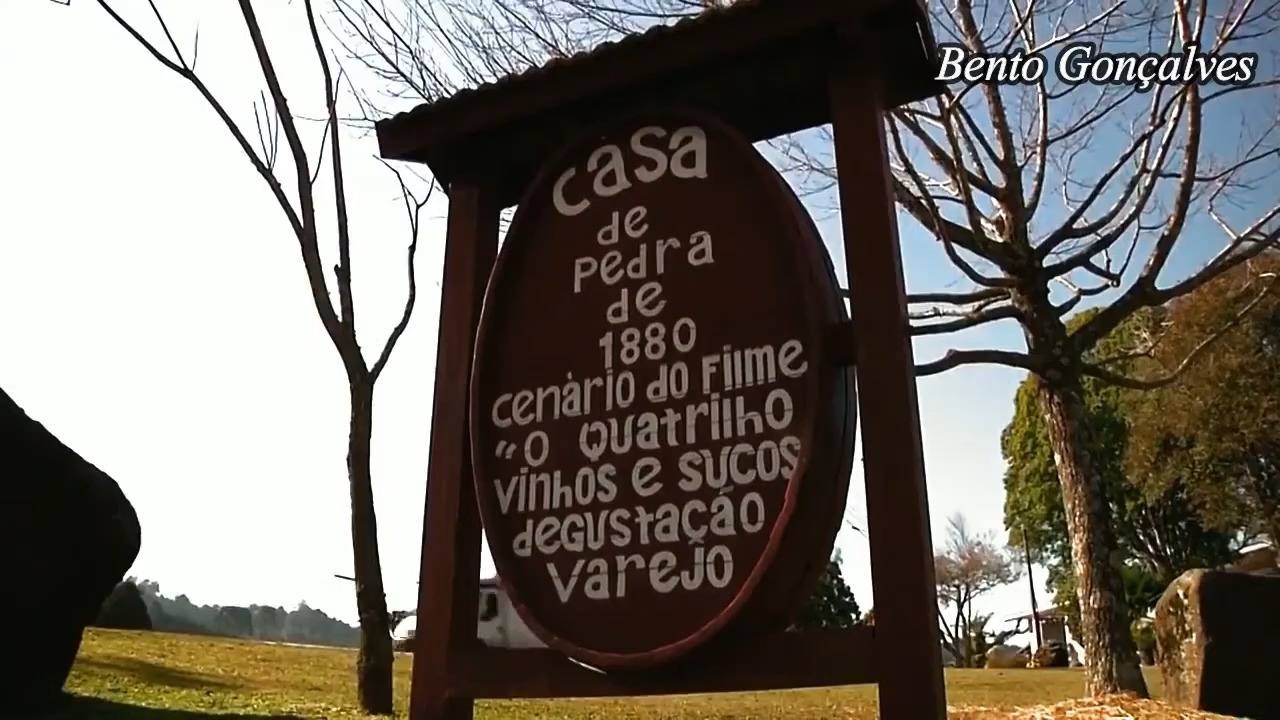 Bento Gonçalves
casa
de
Pedra
de
1880
cenário do Filme
“O Quatrilho
vinhos e sucos
degustação
varejo